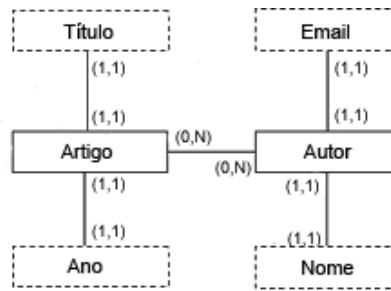 Título
Email
(1,1)
(1,1)
(1,1)
(1,1)
(0,N)
Artigo
Autor
(0,N)
(1,1)
(1,1)
(1,1)
(1,1)
Ano
Nome